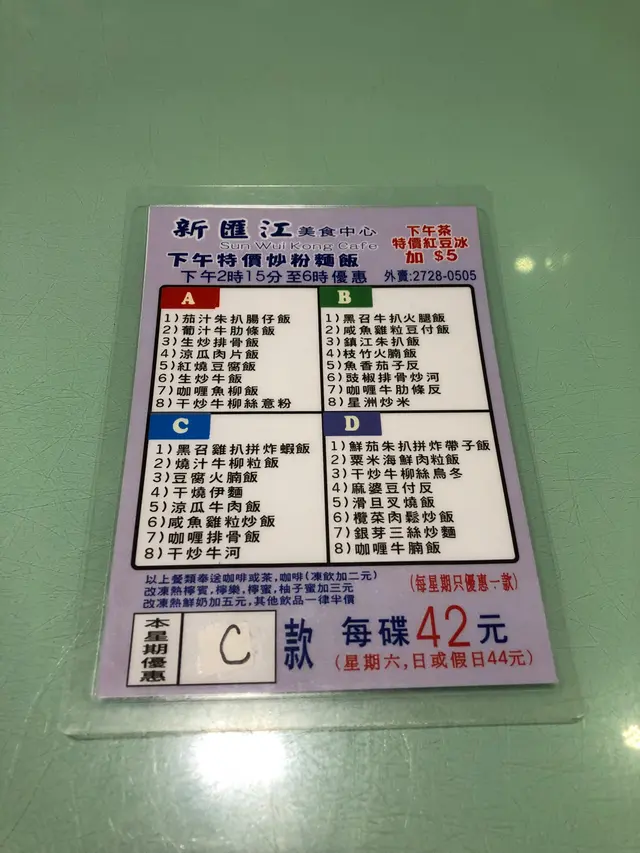 新匯江美食中心
Sun Wui Kong Cafe
下午特價炒粉麵飯
下午2時15分至6時優惠
下午茶
特價紅豆冰
加 $5
外賣:2728-0505
A
1)茄汁朱扒腸仔飯
2)葡汁牛肋條飯
3)生炒排骨飯
4)涼瓜肉片飯
5)紅燒豆腐飯
6)生炒牛飯
7)咖喱魚柳飯
8)干炒牛柳絲意粉
B
1)黑召牛扒火腿飯
2)咸魚雞粒豆付飯
3)鎮江朱扒飯
4)枝竹火腩飯
5)魚香茄子反
6)豉椒排骨炒河
7)咖喱牛肋條反
8)星洲炒米
C
1)黑召雞扒拼炸蝦飯
2)燒汁牛柳粒飯
3)豆腐火腩飯
4)干燒伊麵
5)涼瓜牛肉飯
6)咸魚雞粒炒飯
7)咖喱排骨飯
8)干炒牛河
D
1)鮮茄朱扒拼炸帶子飯
2)粟米海鮮肉粒飯
3)干炒牛柳絲烏冬
4)麻婆豆付反
5)滑旦叉燒飯
6)欖菜肉鬆炒飯
7)銀芽三絲炒麵
8)咖喱牛腩飯
以上餐類奉送咖啡或茶,咖啡(凍飲加二元)
改凍熱檸賓,檸樂,檸蜜,柚子蜜加三元
改凍熱鮮奶加五元,其他飲品一律半價
(每星期只優惠一款)
本星期優惠
C
款
每碟42元
(星期六,日或假日44元)